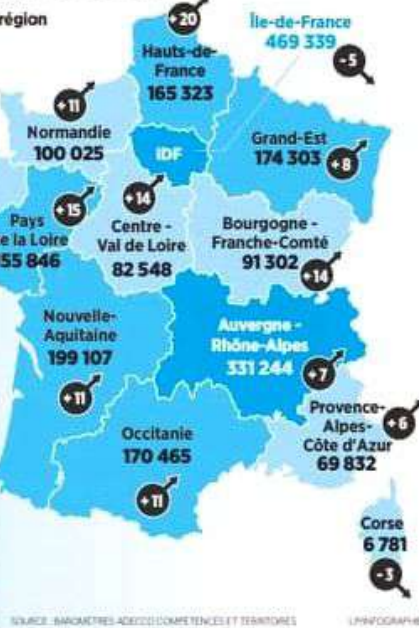 région
+20
Île-de-France
469 339
-5
Hauts-de-
France
165 323
+11
Normandie
100 025
IDF
Grand-Est
174 303
+8
+15
Pays
e la Loire
55 846
+14
Centre -
Val de Loire
82 548
Bourgogne -
Franche-Comté
91 302
+14
Nouvelle-
Aquitaine
199 107
+11
Auvergne -
Rhône-Alpes
331 244
+7
Provence-
Alpes-
Côte d'Azur
69 832
+6
Occitanie
170 465
+11
Corse
6 781
-3
SOURCE : BAROMÈTRES ADECCO COMPÉTENCES ET TERRITOIRES
LP/INFOGRAPHIE